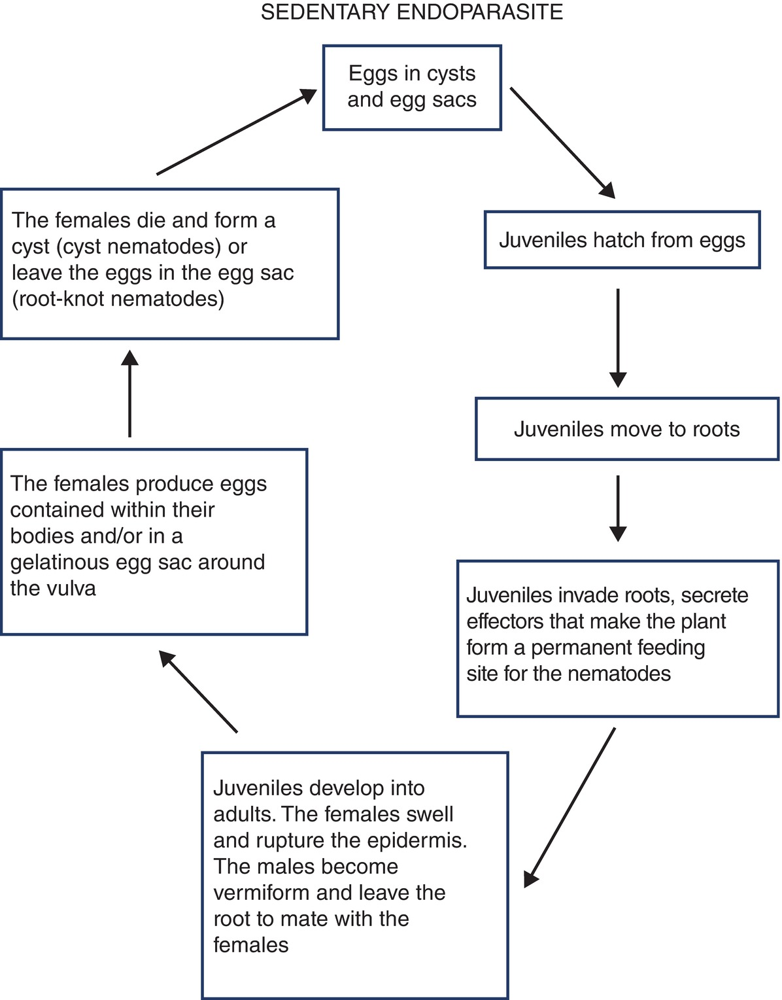 SEDENTARY ENDOPARASITE
Eggs in cysts
and egg sacs
Juveniles hatch from eggs
Juveniles move to roots
Juveniles invade roots, secrete
effectors that make the plant
form a permanent feeding
site for the nematodes
Juveniles develop into
adults. The females swell
and rupture the epidermis.
The males become
vermiform and leave the
root to mate with the
females
The females produce eggs
contained within their
bodies and/or in a
gelatinous egg sac around
the vulva
The females die and form a
cyst (cyst nematodes) or
leave the eggs in the egg sac
(root-knot nematodes)